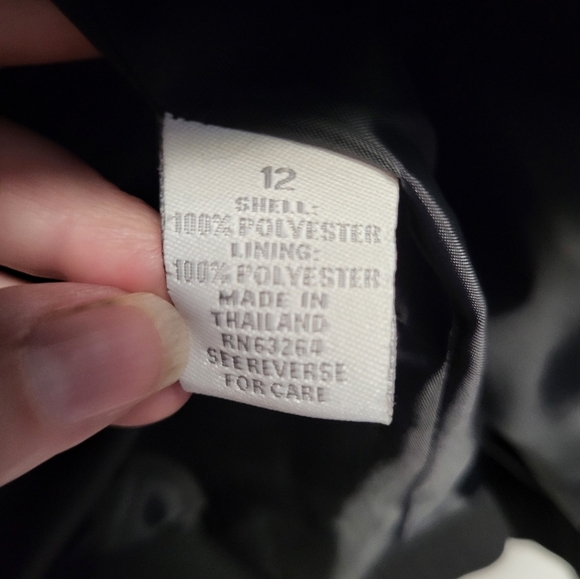 12
SHELL:
100% POLYESTER
LINING:
100% POLYESTER
MADE IN
THAILAND
RN63264
SEE REVERSE
FOR CARE